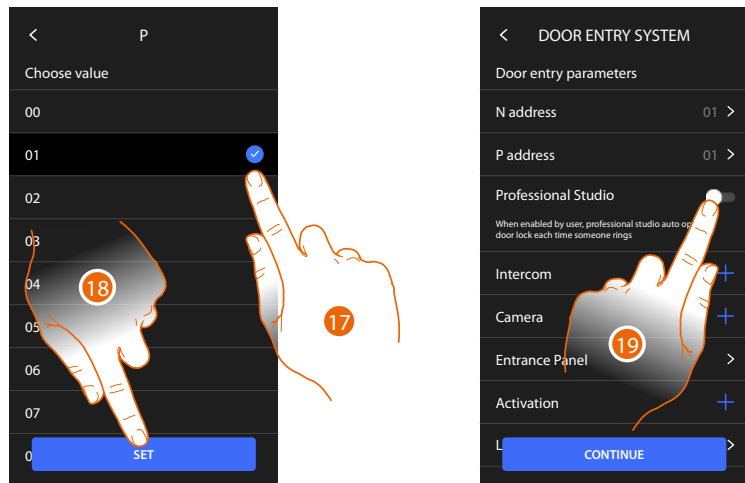 P
Choose value
00
01
02
03
04
05
06
07
0
SET
18
17
DOOR ENTRY SYSTEM
Door entry parameters
N address 01
P address 01
Professional Studio
When enabled by user, professional studio auto op
door lock each time someone rings
Intercom
Camera
Entrance Panel
Activation
L
CONTINUE
19